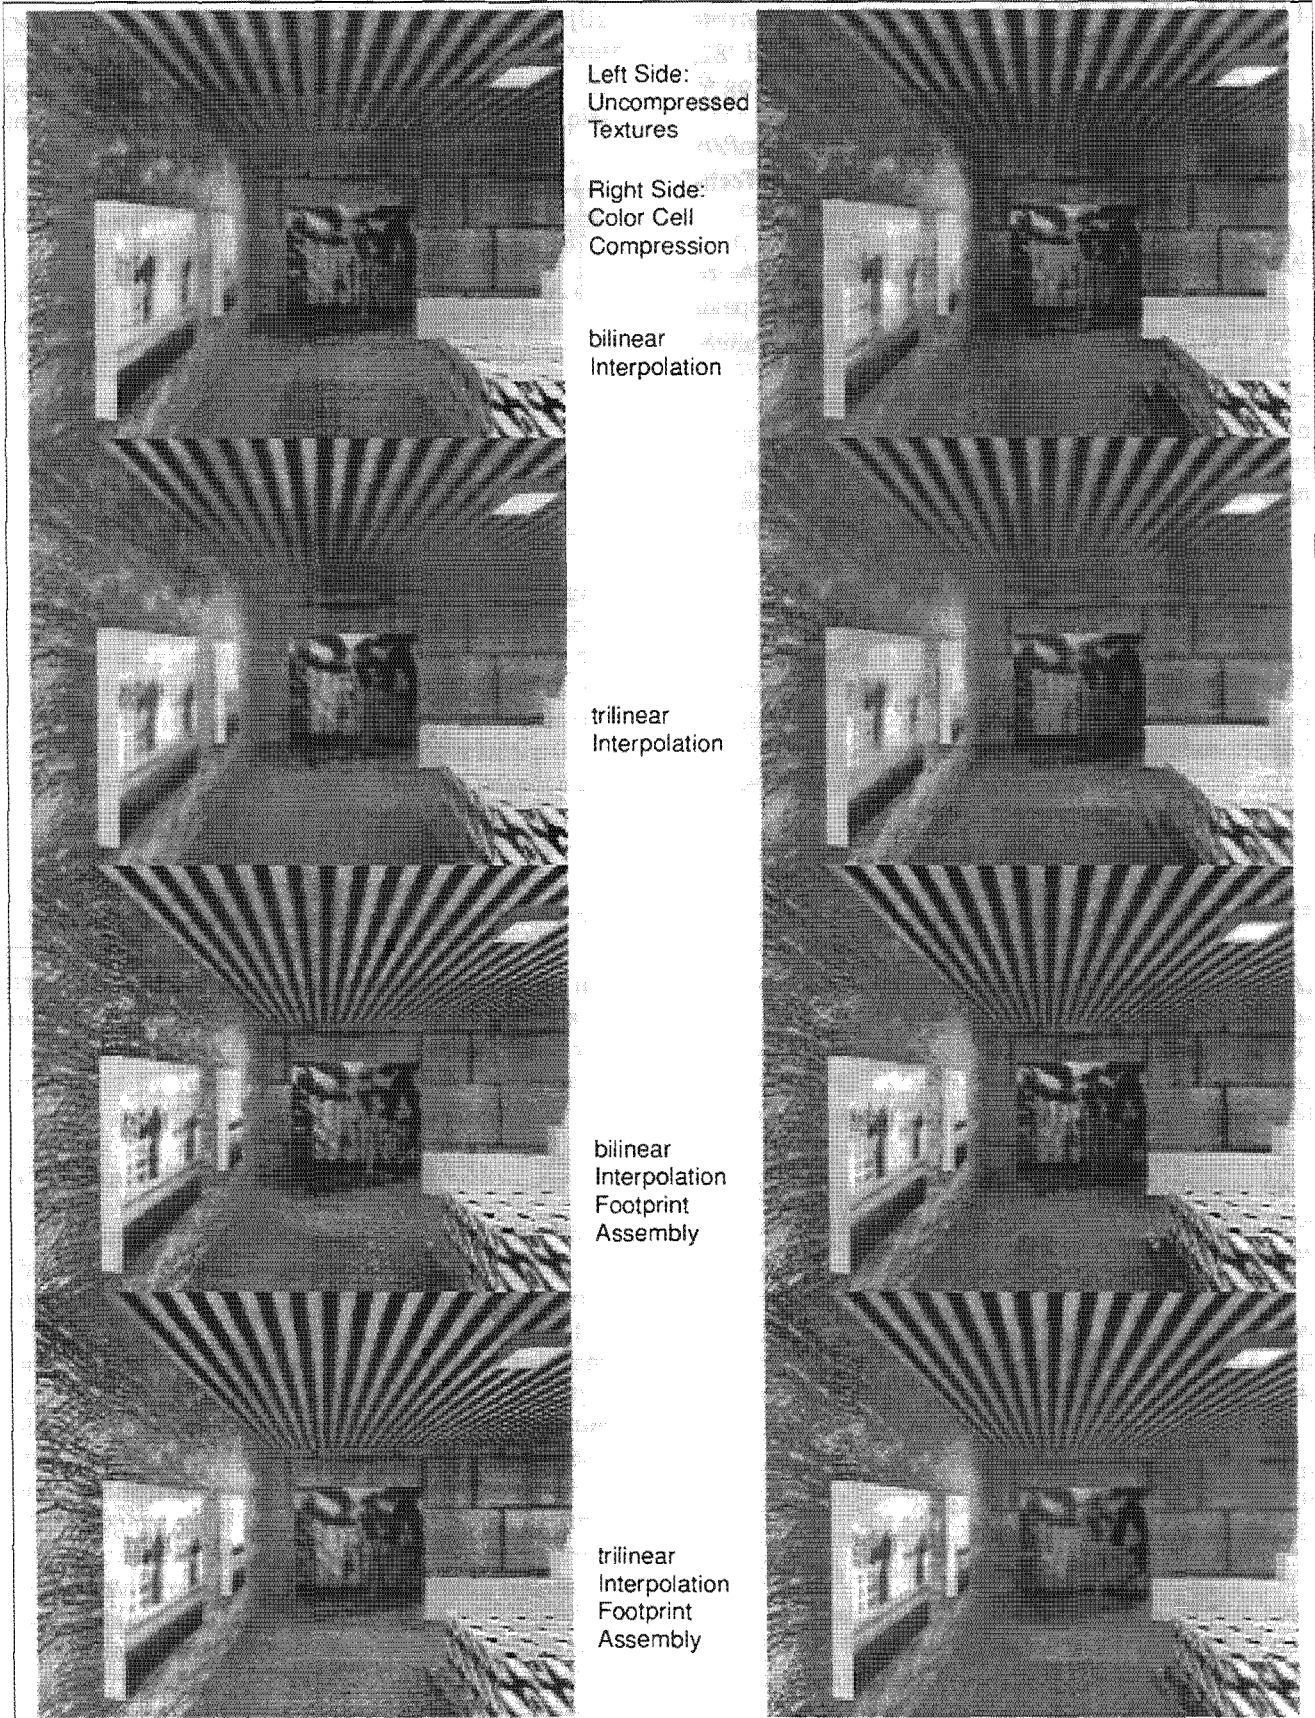 Left Side:
Uncompressed
Textures
Right Side:
Color Cell
Compression
bilinear
Interpolation
trilinear
Interpolation
bilinear
Interpolation
Footprint
Assembly
trilinear
Interpolation
Footprint
Assembly